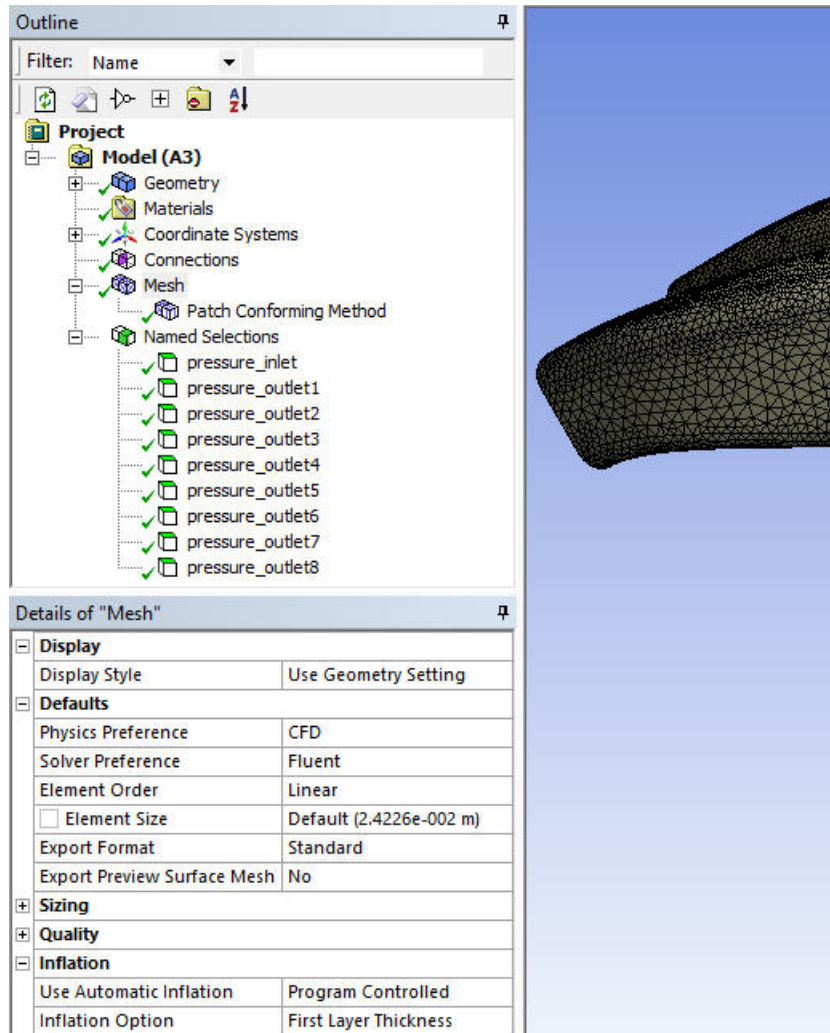 Outline
Filter: Name
Project
Model (A3)
Geometry
Materials
Coordinate Systems
Connections
Mesh
Patch Conforming Method
Named Selections
pressure_inlet
pressure_outlet1
pressure_outlet2
pressure_outlet3
pressure_outlet4
pressure_outlet5
pressure_outlet6
pressure_outlet7
pressure_outlet8
Details of "Mesh"
Display
Display Style Use Geometry Setting
Defaults
Physics Preference CFD
Solver Preference Fluent
Element Order Linear
Element Size Default (2.4226e-002 m)
Export Format Standard
Export Preview Surface Mesh No
Sizing
Quality
Inflation
Use Automatic Inflation Program Controlled
Inflation Option First Layer Thickness